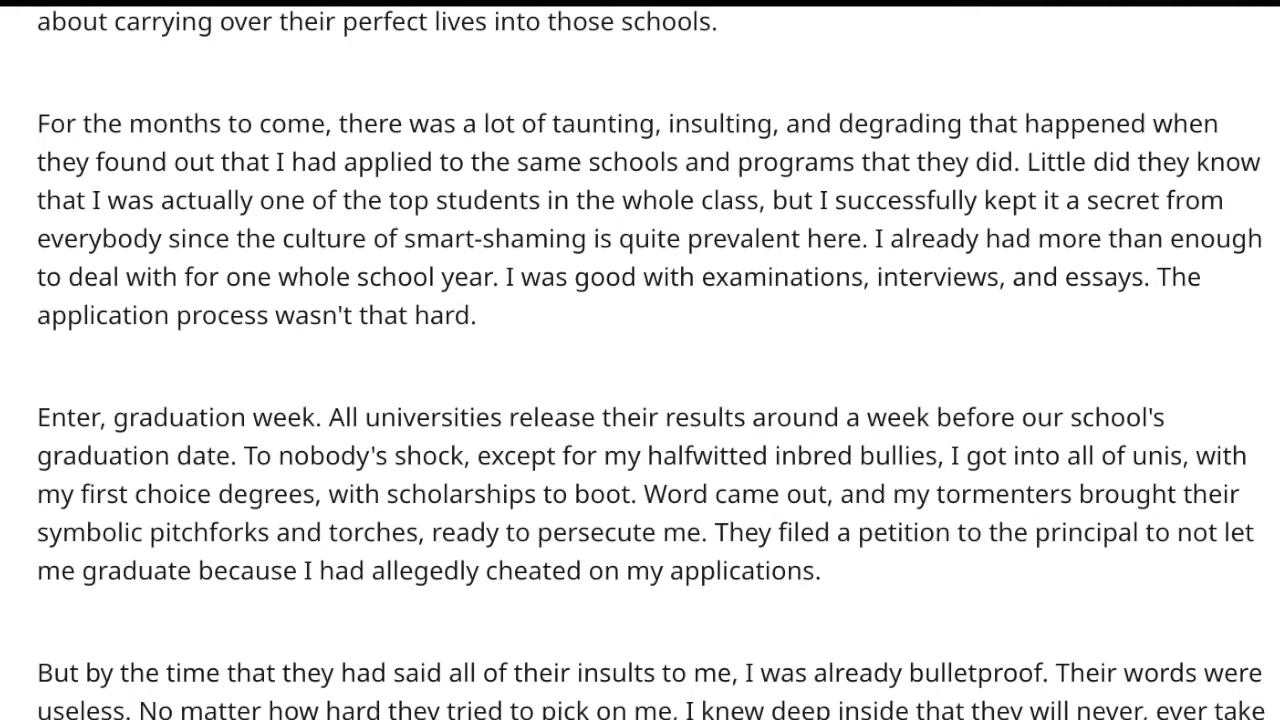 about carrying over their perfect lives into those schools.
For the months to come, there was a lot of taunting, insulting, and degrading that happened when
they found out that I had applied to the same schools and programs that they did. Little did they know
that I was actually one of the top students in the whole class, but I successfully kept it a secret from
everybody since the culture of smart-shaming is quite prevalent here. I already had more than enough
to deal with for one whole school year. I was good with examinations, interviews, and essays. The
application process wasn't that hard.
Enter, graduation week. All universities release their results around a week before our school's
graduation date. To nobody's shock, except for my halfwitted inbred bullies, I got into all of unis, with
my first choice degrees, with scholarships to boot. Word came out, and my tormenters brought their
symbolic pitchforks and torches, ready to persecute me. They filed a petition to the principal to not let
me graduate because I had allegedly cheated on my applications.
But by the time that they had said all of their insults to me, I was already bulletproof. Their words were
useless. No matter how hard they tried to pick on me, I knew deep inside that they will never, ever take